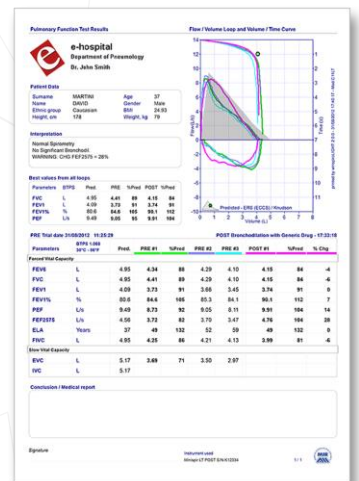 Pulmonary Function Test Results
Flow / Volume Loop and Volume / Time Curve
e-hospital
Department of Pneumology
Dr. John Smith
Patient Data
Surname MARTINI Age 37
Name DAVID Gender Male
Ethnic group Caucasian BMI 24.93
Height, cm 178 Weight, kg 79
Interpretation
Normal Spirometry
No Significant Bronchodil
WARNING: CHG FEF2575 = 28%
Best values from all loops
Parameters BTPS Pred. PRE %Pred POST %Pred
FVC L 4.95 4.41 89 4.15 84
FEV1 L 4.09 3.73 91 3.74 91
FEV1% % 80.6 84.6 105 90.1 112
PEF L/s 9.49 9.05 95 9.91 104
Flow (L/s)
Time (s)
Volume (L)
Predicted - ERS (ECCS) / Knudson
PRE Trial date 31/08/2012 11:25:29
POST Bronchodilation with Generic Drug - 17:33:18
Parameters Pred. PRE #1 %Pred PRE #2 PRE #3 POST #1 %Pred % Chg
Forced Vital Capacity
FEV6 L 4.95 4.34 88 4.29 4.10 4.15 84 -4
FVC L 4.95 4.41 89 4.29 4.10 4.15 84 -6
FEV1 L 4.09 3.73 91 3.66 3.45 3.74 91 0
FEV1% % 80.6 84.6 105 85.3 84.1 90.1 112 7
PEF L/s 9.49 8.73 92 9.05 8.11 9.91 104 14
FEF2575 L/s 4.56 3.72 82 3.70 3.47 4.76 104 28
ELA Years 37 49 132 52 59 49 132 0
FIVC L 4.95 4.25 86 4.21 4.13 3.99 81 -6
Slow Vital Capacity
EVC L 5.17 3.69 71 3.50 2.97
IVC L 5.17
Conclusion / Medical report
Signature
Instrument used
MIR